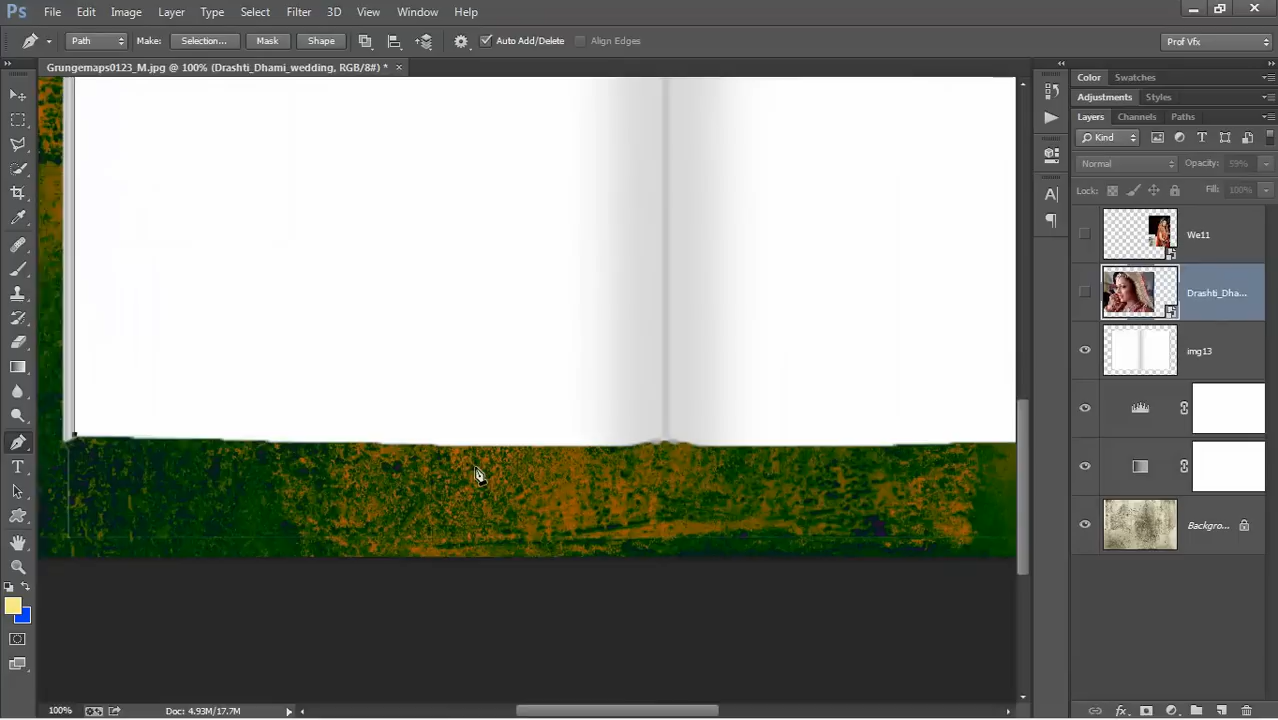 Ps File Edit Image Layer Type Select Filter 3D View Window Help
Path Make: Selection... Mask Shape Auto Add/Delete Align Edges Prof Vfx
Grungemaps0123_M.jpg @ 100% (Drashti_Dhami_wedding, RGB/8#) * ×
Color Swatches
Adjustments Styles
Layers Channels Paths
Kind
Normal Opacity: 59%
Lock: Fill: 100%
We11
Drashti_Dha...
img13
Backgro...
100% Doc: 4.93M/17.7M